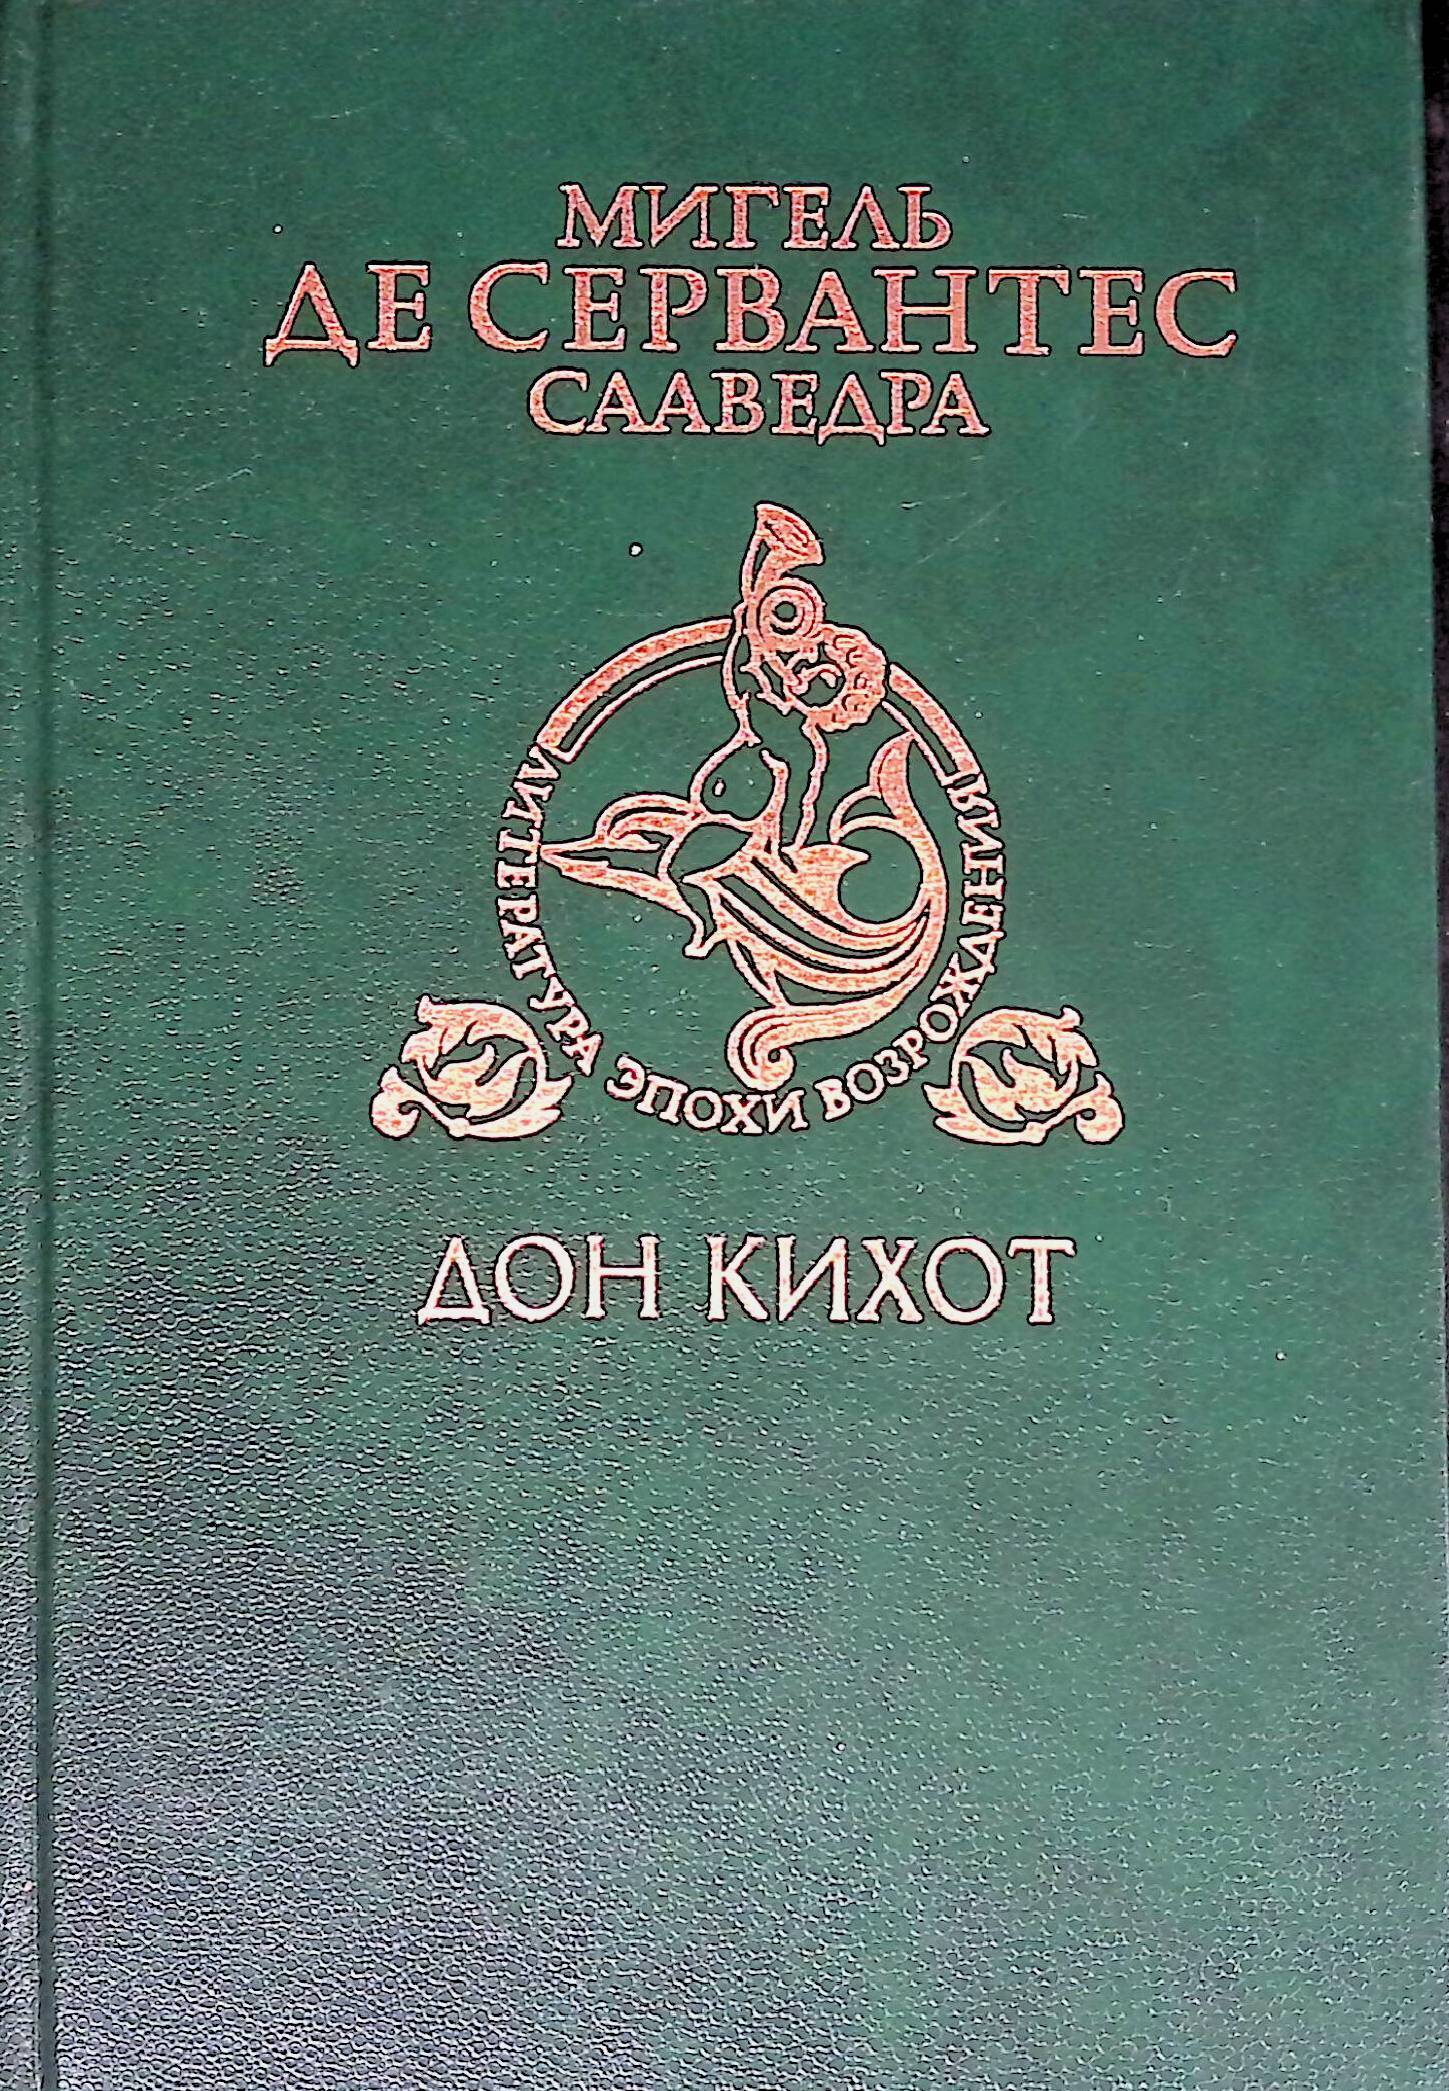 МИГЕЛЬ
ДЕ СЕРВАНТЕС
СААВЕДРА
ЛИТЕРАТУРА ЭПОХИ ВОЗРОЖДЕНИЯ
ДОН КИХОТ